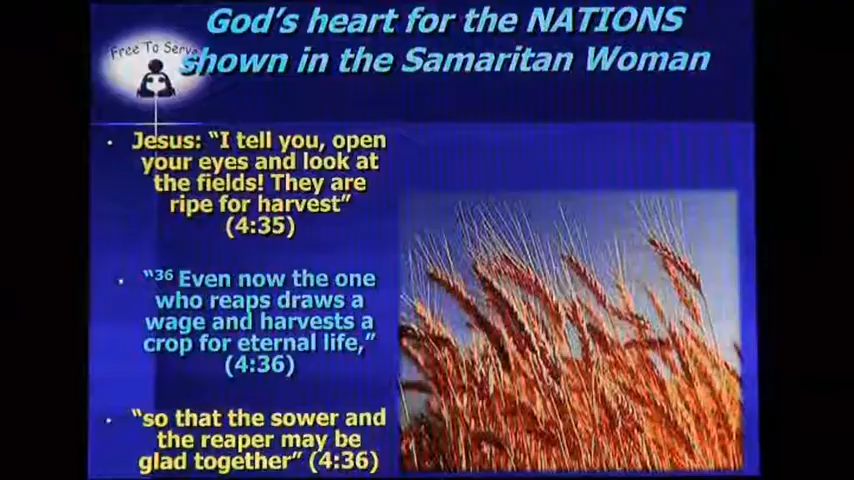 God's heart for the NATIONS
shown in the Samaritan Woman
Free To Serve
• Jesus: "I tell you, open
your eyes and look at
the fields! They are
ripe for harvest"
(4:35)
• "36 Even now the one
who reaps draws a
wage and harvests a
crop for eternal life,"
(4:36)
• "so that the sower and
the reaper may be
glad together" (4:36)